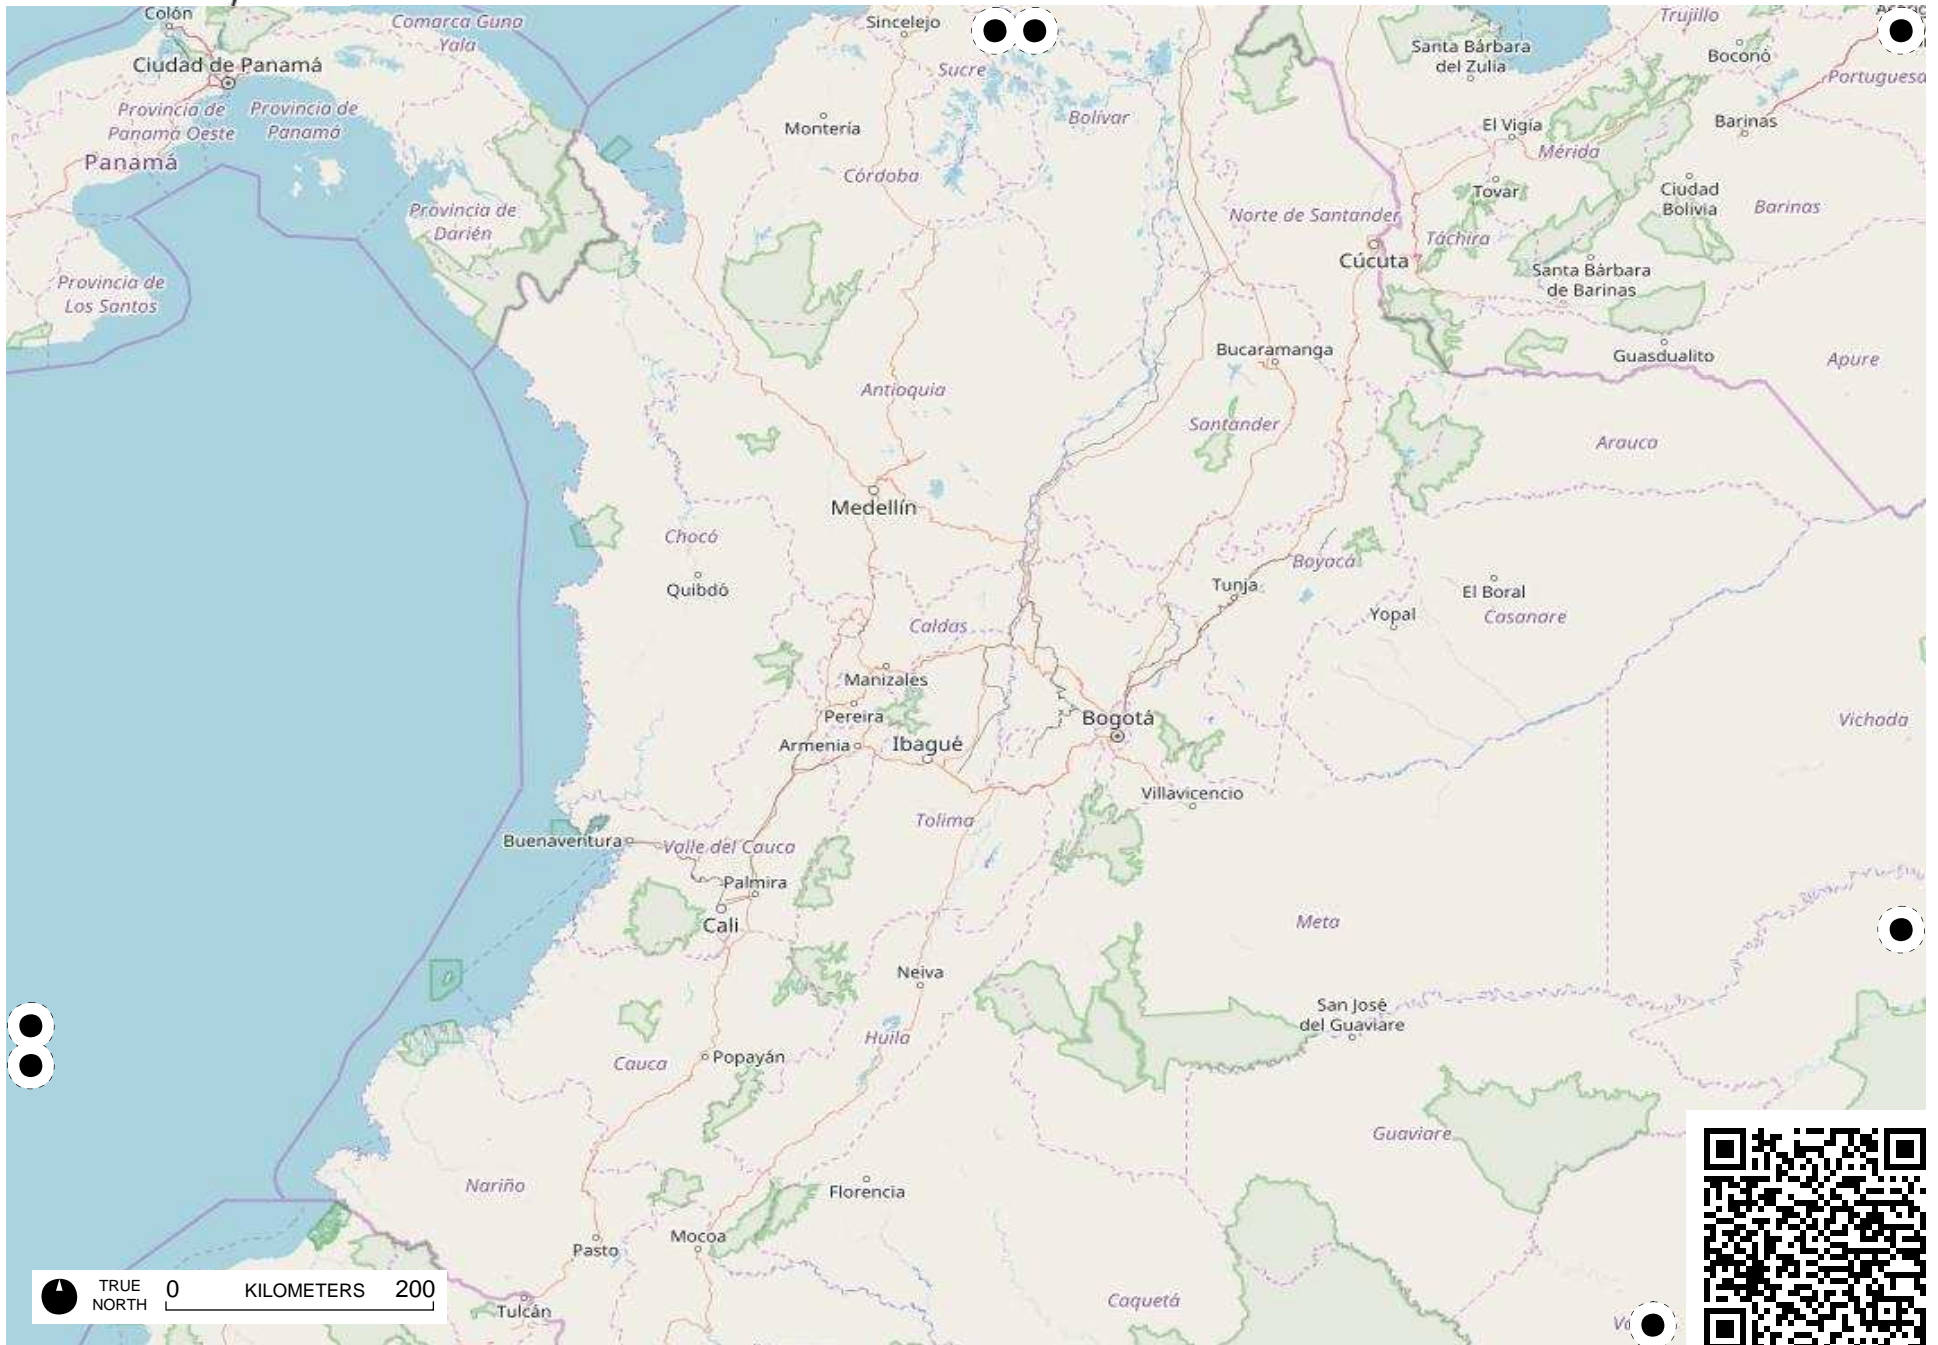 Colón
Comarca Guna
Yala
Sincelejo
Trujillo
Santa Bárbara
del Zulia
Boconó
Ciudad de Panamá
Sucre
Portuguesa
Provincia de
Panamá Oeste
Provincia de
Panamá
Montería
Bolívar
El Vigía
Barinas
Mérida
Panamá
Córdoba
Tovar
Ciudad
Bolivia
Barinas
Provincia de
Darién
Norte de Santander
Táchira
Cúcuta
Santa Bárbara
de Barinas
Provincia de
Los Santos
Bucaramanga
Guasdualito
Apure
Antioquia
Santander
Arauca
Medellín
Chocó
Boyacá
Quibdó
Tunja
El Boral
Yopal
Casanare
Caldas
Manizales
Pereira
Bogotá
Vichada
Armenia
Ibagué
Villavicencio
Tolima
Buenaventura
Valle del Cauca
Palmira
Cali
Meta
Neiva
San José
del Guaviare
Huila
Cauca
Popayán
Guaviare
Nariño
Florencia
Mocoa
Pasto
TRUE
NORTH
0 KILOMETERS 200
Caquetá
Tulcán